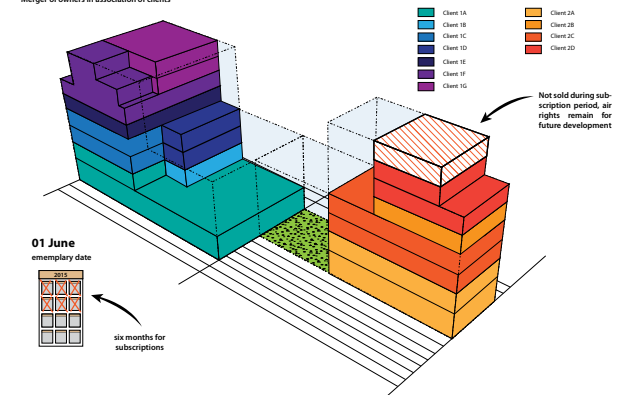 Merger of owners in association of clients
Client 1A
Client 1B
Client 1C
Client 1D
Client 1E
Client 1F
Client 1G
Client 2A
Client 2B
Client 2C
Client 2D
Not sold during sub-
scription period, air
rights remain for
future development
01 June
ememplary date
2015
six months for
subscriptions